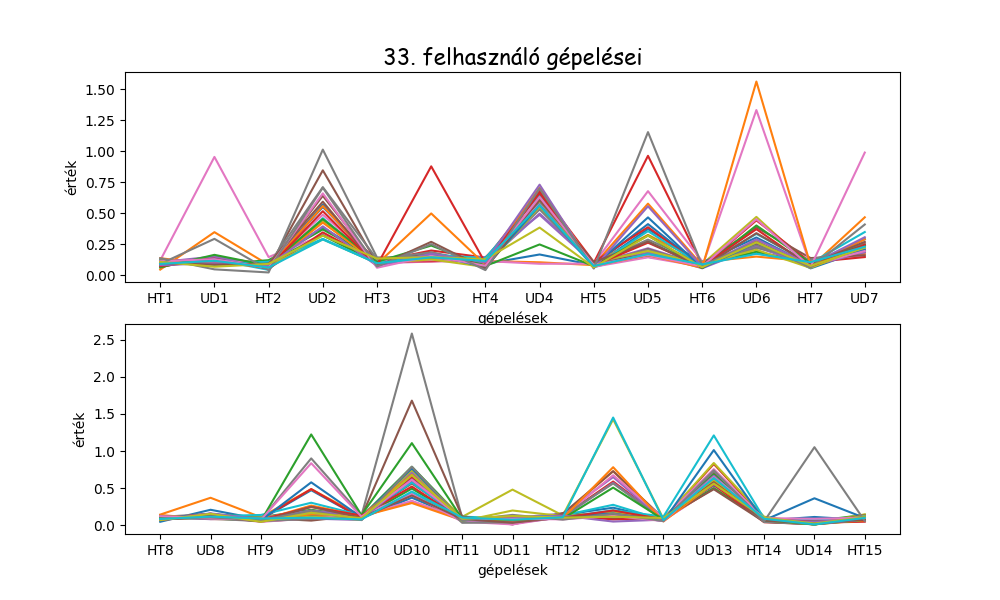 33. felhasználó gépelései
érték
1.50
1.25
1.00
0.75
0.50
0.25
0.00
HT1 UD1 HT2 UD2 HT3 UD3 HT4 UD4 HT5 UD5 HT6 UD6 HT7 UD7
gépelések
érték
2.5
2.0
1.5
1.0
0.5
0.0
HT8 UD8 HT9 UD9 HT10 UD10 HT11 UD11 HT12 UD12 HT13 UD13 HT14 UD14 HT15
gépelések